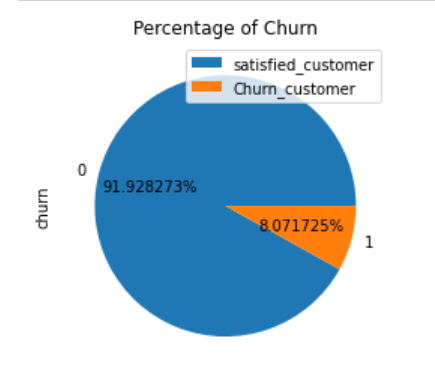 Percentage of Churn
satisfied_customer
Churn_customer
0
91.928273%
churn
8.071725%
1